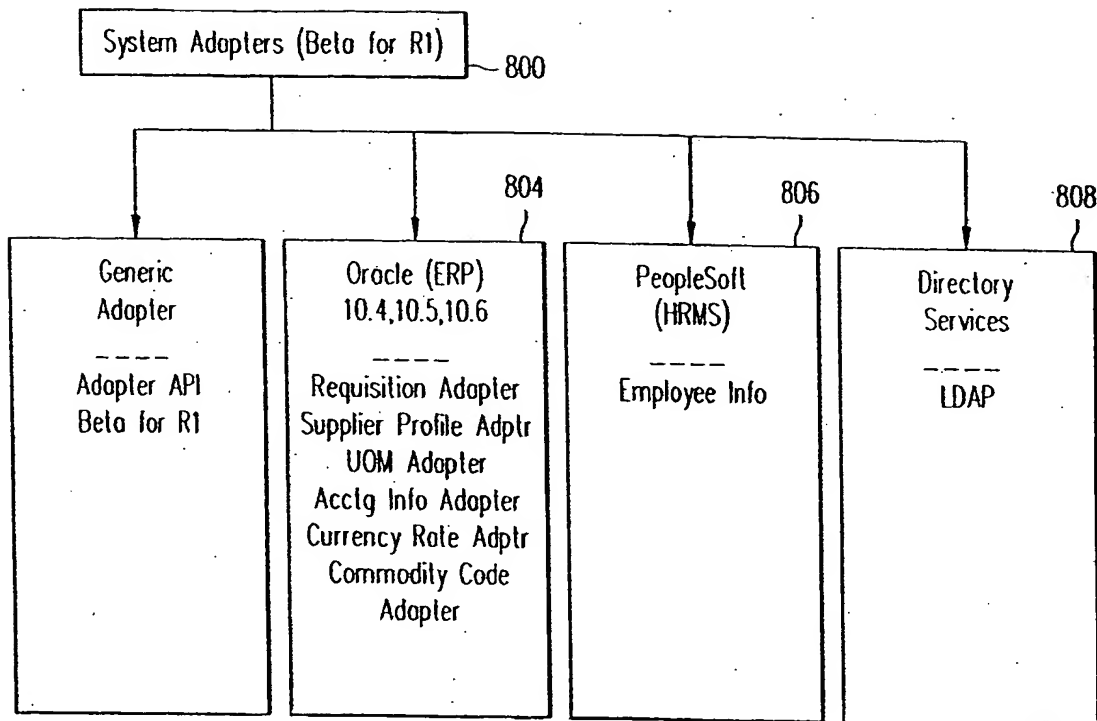 System Adapters (Beta for R1)
800
804
806
808
Generic
Adapter
Adapter API
Beta for R1
Oracle (ERP)
10.4,10.5,10.6
Requisition Adapter
Supplier Profile Adptr
UOM Adapter
Acctg Info Adapter
Currency Rate Adptr
Commodity Code
Adapter
PeopleSoft
(HRMS)
Employee Info
Directory
Services
LDAP